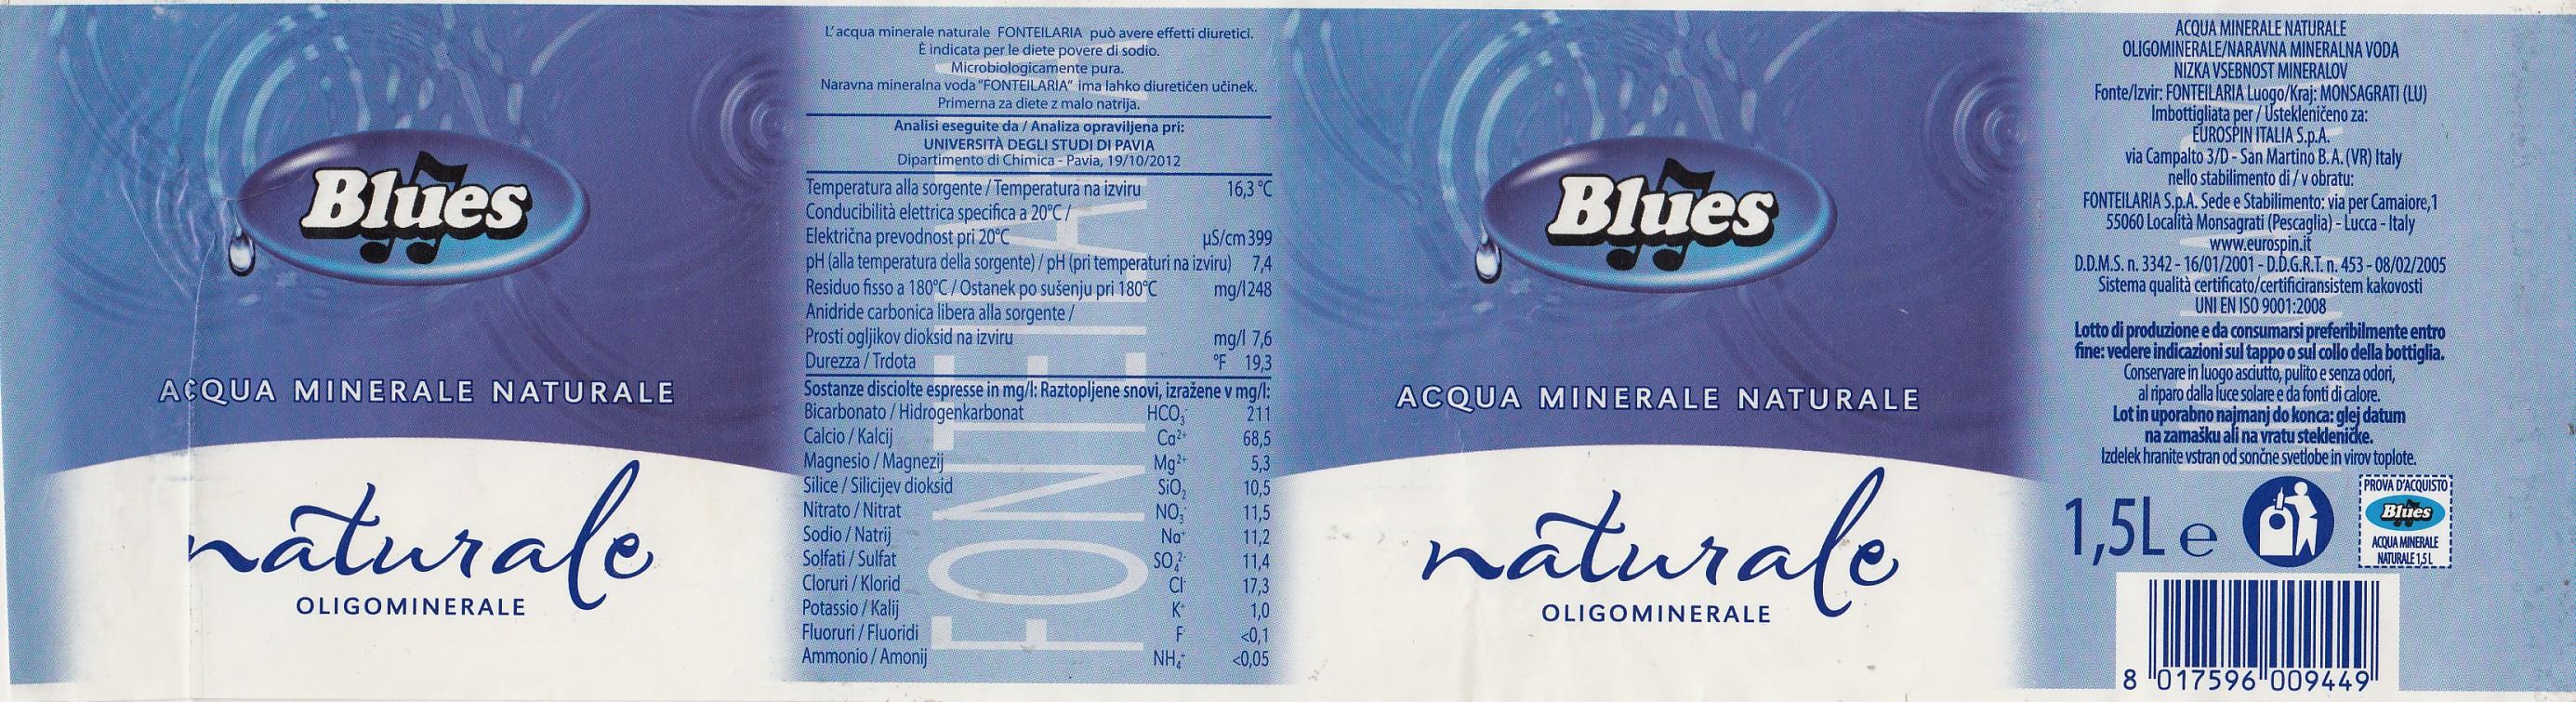 Blues
ACQUA MINERALE NATURALE
naturale
OLIGOMINERALE
L'acqua minerale naturale FONTEILARIA può avere effetti diuretici.
È indicata per le diete povere di sodio.
Microbiologicamente pura.
Naravna mineralna voda "FONTEILARIA" ima lahko diuretičen učinek.
Primerna za diete z malo natrija.
Analisi eseguite da / Analiza opraviljena pri:
UNIVERSITÀ DEGLI STUDI DI PAVIA
Dipartimento di Chimica - Pavia, 19/10/2012
Temperatura alla sorgente / Temperatura na izviru 16,3 °C
Conducibilità elettrica specifica a 20°C /
Električna prevodnost pri 20°C µS/cm 399
pH (alla temperatura della sorgente) / pH (pri temperaturi na izviru) 7,4
Residuo fisso a 180°C / Ostanek po sušenju pri 180°C mg/l 248
Anidride carbonica libera alla sorgente /
Prosti ogljikov dioksid na izviru mg/l 7,6
Durezza / Trdota °F 19,3
Sostanze disciolte espresse in mg/l: Raztopljene snovi, izražene v mg/l:
Bicarbonato / Hidrogenkarbonat HCO₃⁻ 211
Calcio / Kalcij Ca²⁺ 68,5
Magnesio / Magnezij Mg²⁺ 5,3
Silice / Silicijev dioksid SiO₂ 10,5
Nitrato / Nitrat NO₃⁻ 11,5
Sodio / Natrij Na⁺ 11,2
Solfati / Sulfat SO₄²⁻ 11,4
Cloruri / Klorid Cl⁻ 17,3
Potassio / Kalij K⁺ 1,0
Fluoruri / Fluoridi F⁻ <0,1
Ammonio / Amonij NH₄⁺ <0,05
Blues
ACQUA MINERALE NATURALE
naturale
OLIGOMINERALE
ACQUA MINERALE NATURALE
OLIGOMINERALE/NARAVNA MINERALNA VODA
NIZKA VSEBNOST MINERALOV
Fonte/Izvir: FONTEILARIA Luogo/Kraj: MONSAGRATI (LU)
Imbottigliata per / Ustekleničeno za:
EUROSPIN ITALIA S.p.A.
via Campalto 3/D - San Martino B.A. (VR) Italy
nello stabilimento di / v obratu:
FONTEILARIA S.p.A. Sede e Stabilimento: via per Camaiore,1
55060 Località Monsagrati (Pescaglia) - Lucca - Italy
www.eurospin.it
D.D.M.S. n. 3342 - 16/01/2001 - D.D.G.R.T. n. 453 - 08/02/2005
Sistema qualità certificato/certificiransistem kakovosti
UNI EN ISO 9001:2008
Lotto di produzione e da consumarsi preferibilmente entro
fine: vedere indicazioni sul tappo o sul collo della bottiglia.
Conservare in luogo asciutto, pulito e senza odori,
al riparo dalla luce solare e da fonti di calore.
Lot in uporabno najmanj do konca: glej datum
na zamašku ali na vratu stekleničke.
Izdelek hranite vstran od sončne svetlobe in virov toplote.
1,5L e
PROVA D'ACQUISTO
Blues
ACQUA MINERALE
NATURALE 1,5 L
8 017596 009449